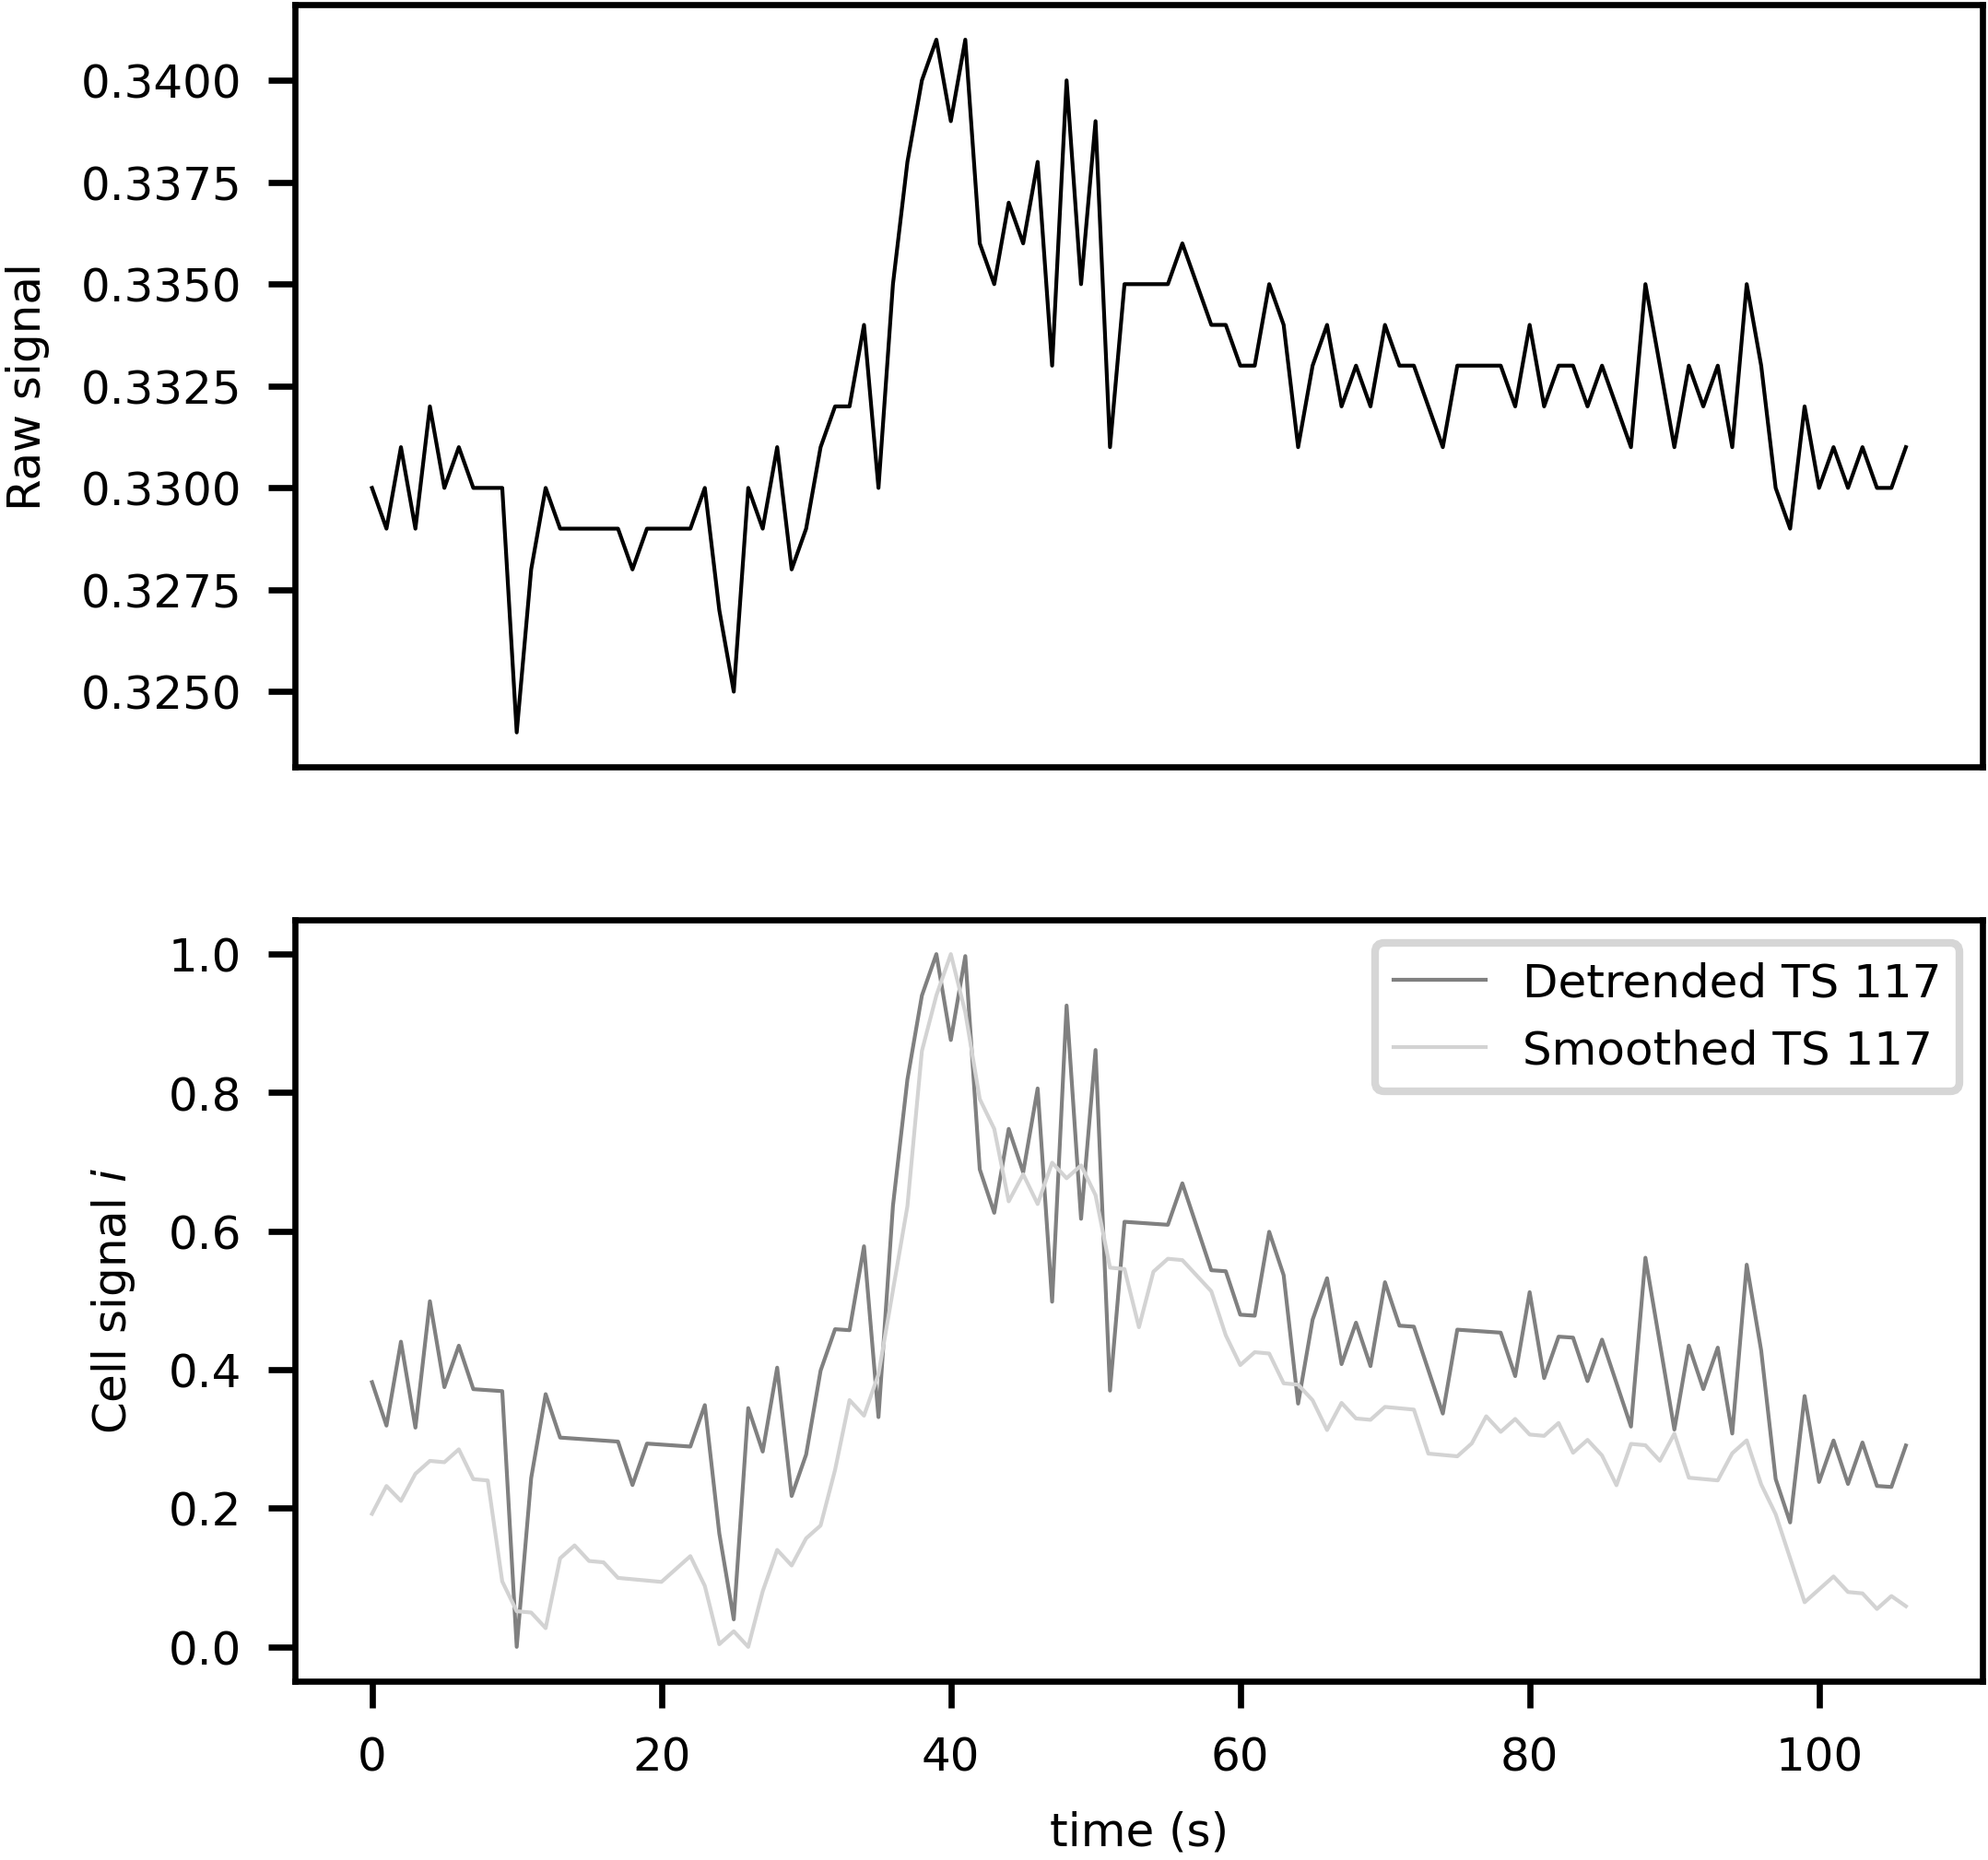 Raw signal
0.3400
0.3375
0.3350
0.3325
0.3300
0.3275
0.3250
Cell signal i
1.0
0.8
0.6
0.4
0.2
0.0
Detrended TS 117
Smoothed TS 117
0 20 40 60 80 100
time (s)